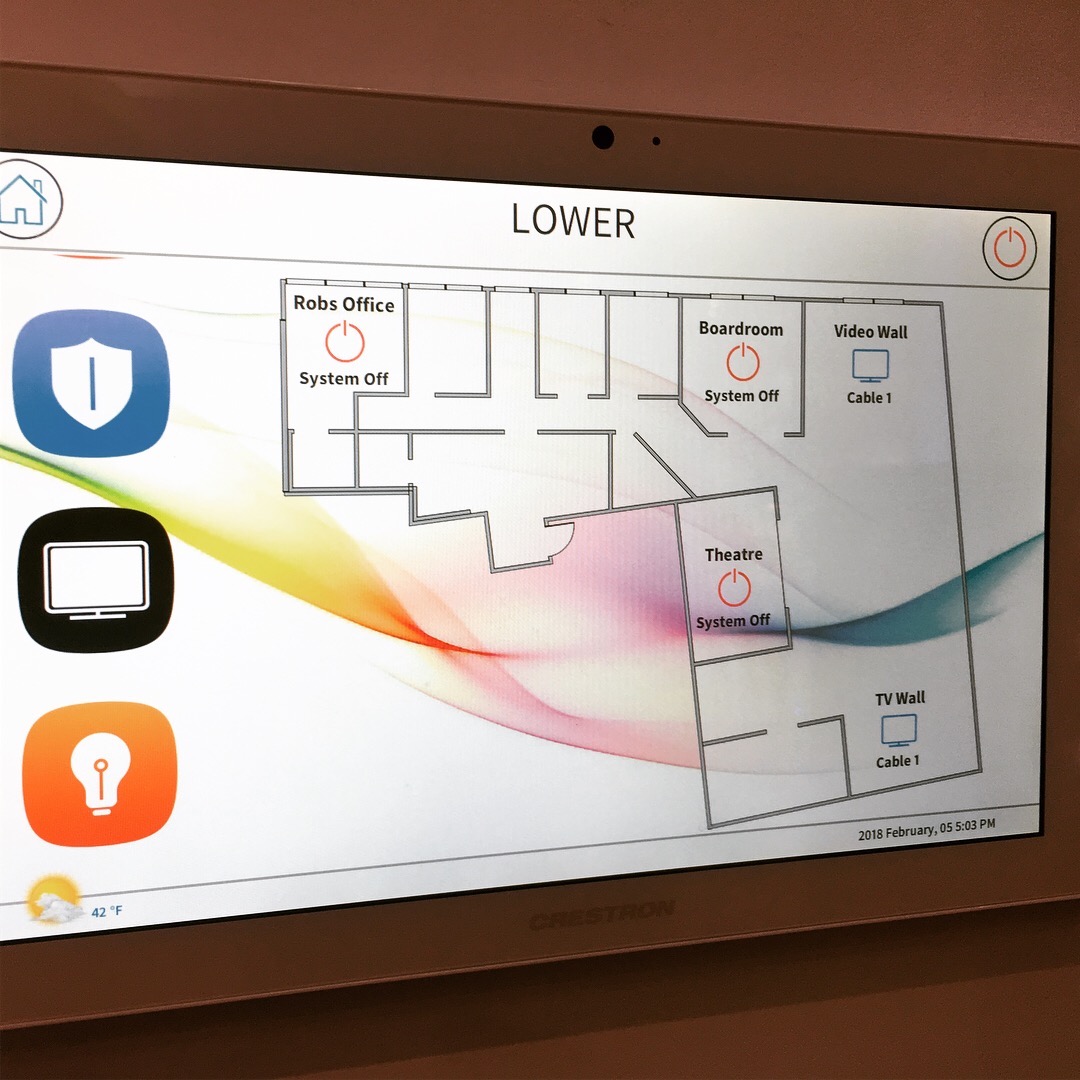 LOWER
Robs Office
System Off
Boardroom
System Off
Video Wall
Cable 1
Theatre
System Off
TV Wall
Cable 1
2018 February, 05 5:03 PM
42 °F
CRESTRON